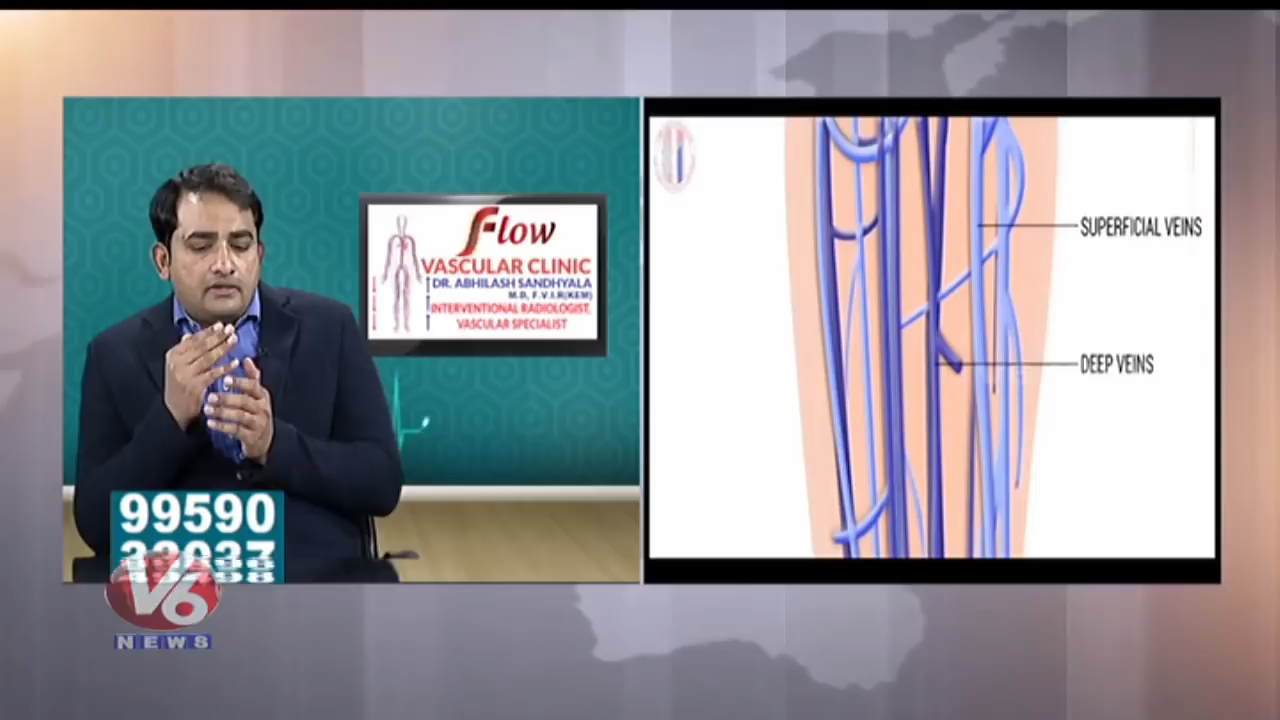 Flow
VASCULAR CLINIC
DR. ABHILASH SANDHYALA
M.D, F.V.I.R(KEM)
INTERVENTIONAL RADIOLOGIST,
VASCULAR SPECIALIST
SUPERFICIAL VEINS
DEEP VEINS
99590
V6
NEWS